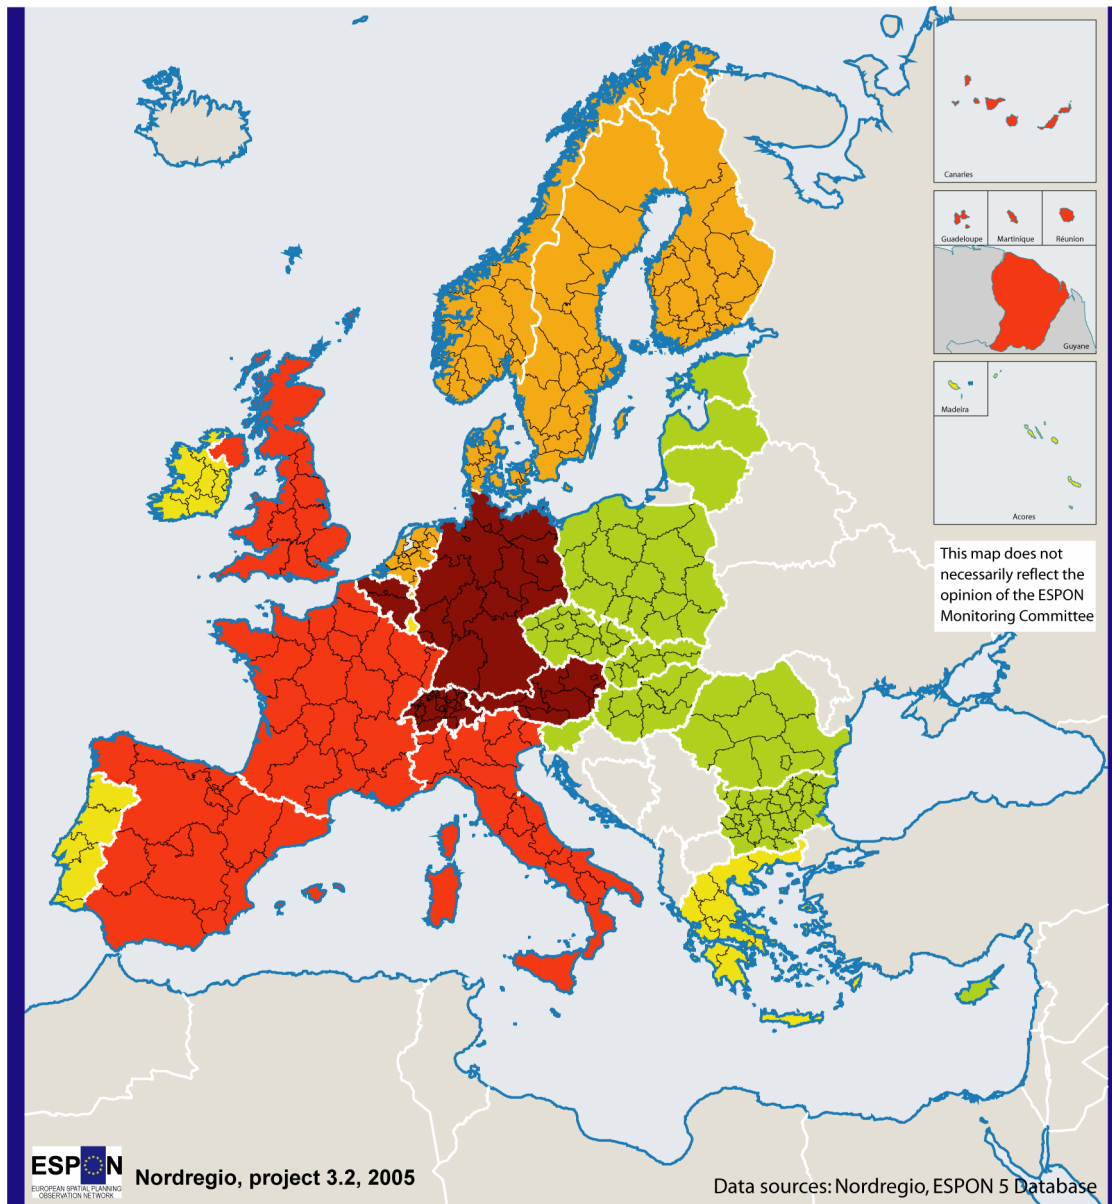 Canaries
Guadeloupe
Martinique
Réunion
Guyane
Madeira
Acores
This map does not
necessarily reflect the
opinion of the ESPON
Monitoring Committee
ESPON
EUROPEAN SPATIAL PLANNING
OBSERVATION NETWORK
Nordregio, project 3.2, 2005
Data sources: Nordregio, ESPON 5 Database